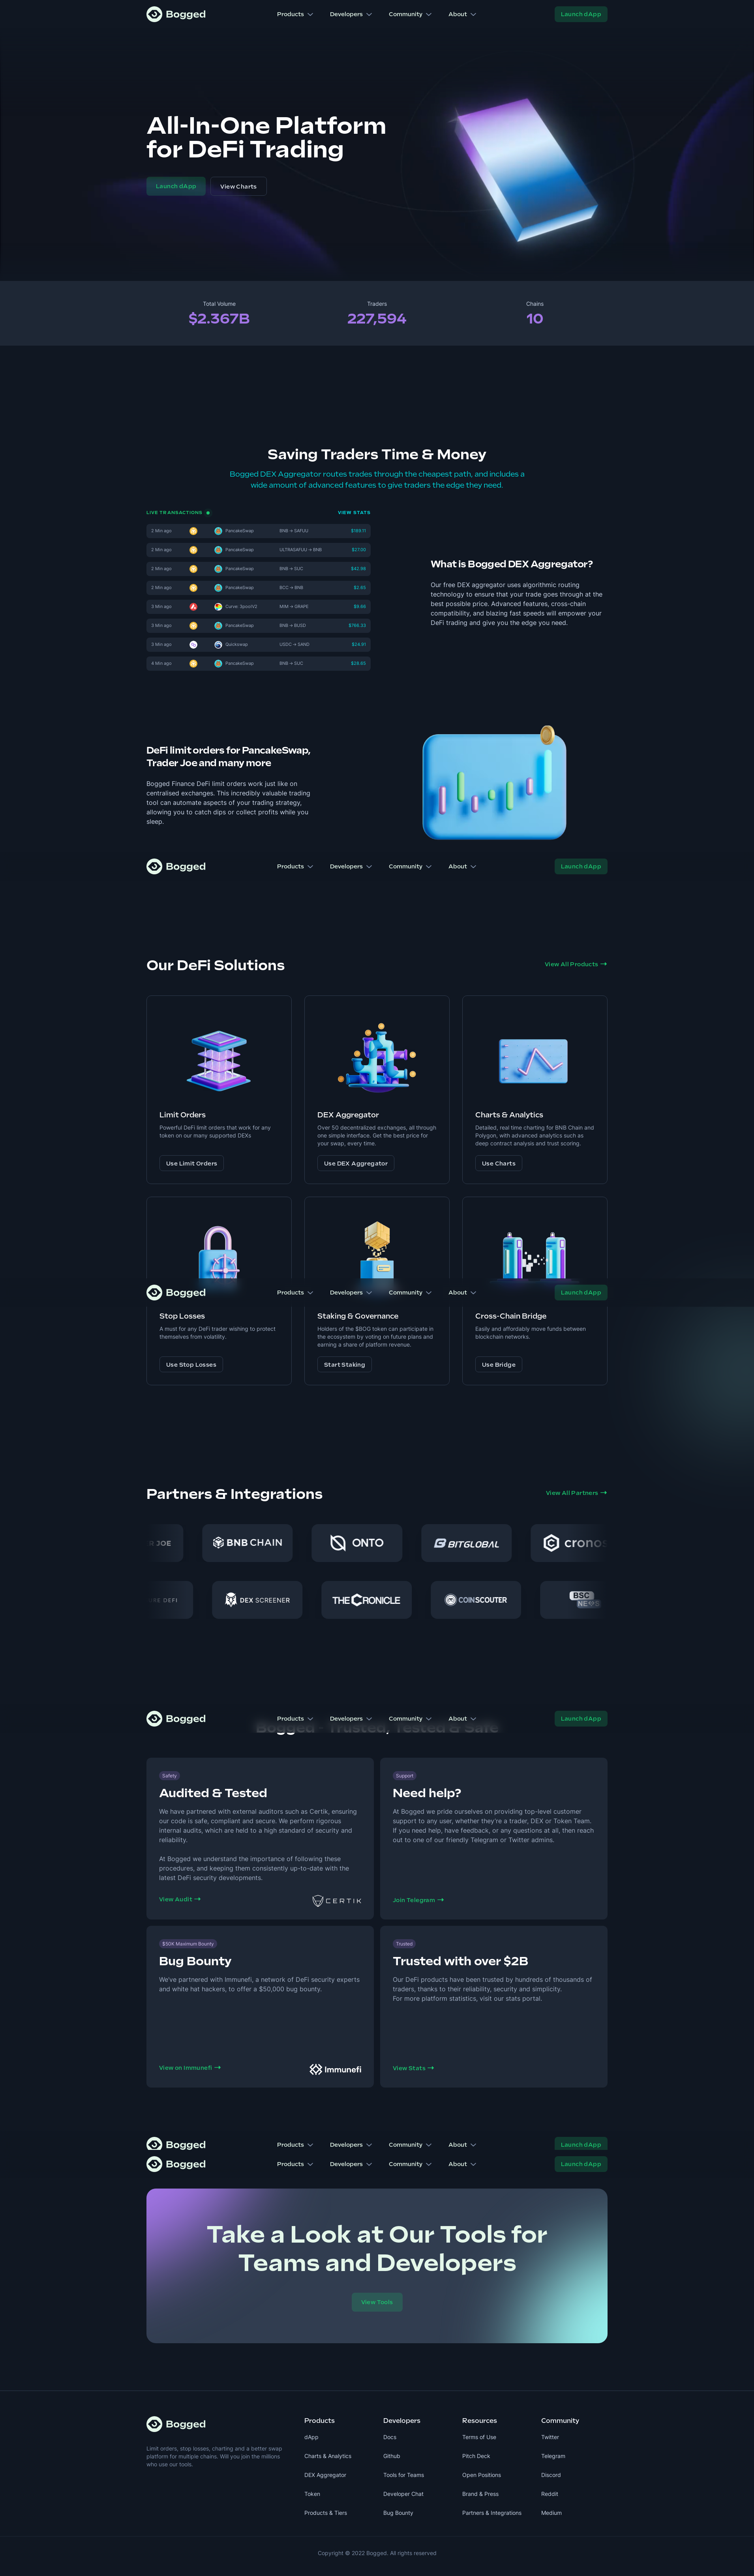 Bogged
Products
Developers
Community
About
Launch dApp
All-In-One Platform
for DeFi Trading
Launch dApp
View Charts
Total Volume
$2.367B
Traders
227,594
Chains
10
Saving Traders Time & Money
Bogged DEX Aggregator routes trades through the cheapest path, and includes a
wide amount of advanced features to give traders the edge they need.
LIVE TRANSACTIONS
VIEW STATS
2 Min ago PancakeSwap BNB → SAFUU
2 Min ago PancakeSwap ULTRASAFUU → BNB $27.00
2 Min ago PancakeSwap BNB → SUC $42.98
2 Min ago PancakeSwap BCC → BNB
3 Min ago Curve: SpiritV2 MIM → GRAPE
3 Min ago PancakeSwap BNB → BUSD $766.33
3 Min ago Quickswap USDC → SAND $24.91
4 Min ago PancakeSwap BNB → SUC $26.65
What is Bogged DEX Aggregator?
Our free DEX aggregator uses algorithmic routing
technology to ensure that your trade goes through at the
best possible price. Advanced features, cross-chain
compatibility, and blazing fast speeds will empower your
DeFi trading and give you the edge you need.
DeFi limit orders for PancakeSwap,
Trader Joe and many more
Bogged Finance DeFi limit orders work just like on
centralised exchanges. This incredibly valuable trading
tool can automate aspects of your trading strategy,
allowing you to catch dips or collect profits while you
sleep.
Bogged
Products
Developers
Community
About
Launch dApp
Our DeFi Solutions
View All Products →
Limit Orders
Powerful DeFi limit orders that work for any
token on our many supported DEXs
Use Limit Orders
DEX Aggregator
Over 50 decentralized exchanges, all through
one simple interface. Get the best price for
your swap, every time.
Use DEX Aggregator
Charts & Analytics
Detailed, real time charting for BNB Chain and
Polygon, with advanced analytics such as
deep contract analysis and trust scoring.
Use Charts
Bogged
Products
Developers
Community
About
Launch dApp
Stop Losses
A must for any DeFi trader wishing to protect
themselves from volatility.
Use Stop Losses
Staking & Governance
Holders of the $BOG token can participate in
the ecosystem by voting on future plans and
earning a share of platform revenue.
Start Staking
Cross-Chain Bridge
Easily and affordably move funds between
blockchain networks.
Use Bridge
Partners & Integrations
View All Partners →
R JOE
BNB CHAIN
ONTO
BITGLOBAL
cronos
DEFI
DEX SCREENER
THE CRONICLE
COINSCOUTER
BSC
NEWS
Bogged
Products
Developers
Community
About
Launch dApp
Bogged - Trusted, Tested & Safe
Safety
Audited & Tested
We have partnered with external auditors such as Certik, ensuring
our code is safe, compliant and secure. We perform rigorous
internal audits, which are held to a high standard of security and
reliability.
At Bogged we understand the importance of following these
procedures, and keeping them consistently up-to-date with the
latest DeFi security developments.
View Audit →
CERTIK
Support
Need help?
At Bogged we pride ourselves on providing top-level customer
support to any user, whether they're a trader, DEX or Token Team.
If you need help, have feedback, or any questions at all, then reach
out to one of our friendly Telegram or Twitter admins.
Join Telegram →
$50K Maximum Bounty
Bug Bounty
We've partnered with Immunefi, a network of DeFi security experts
and white hat hackers, to offer a $50,000 bug bounty.
View on Immunefi →
Immunefi
Trusted
Trusted with over $2B
Our DeFi products have been trusted by hundreds of thousands of
traders, thanks to their reliability, security and simplicity.
For more platform statistics, visit our stats portal.
View Stats →
Bogged
Products
Developers
Community
About
Launch dApp
Bogged
Products
Developers
Community
About
Launch dApp
Take a Look at Our Tools for
Teams and Developers
View Tools
Bogged
Limit orders, stop losses, charting and a better swap
platform for multiple chains. Will you join the millions
who use our tools.
Products
dApp
Charts & Analytics
DEX Aggregator
Token
Products & Tiers
Developers
Docs
Github
Tools for Teams
Developer Chat
Bug Bounty
Resources
Terms of Use
Pitch Deck
Open Positions
Brand & Press
Partners & Integrations
Community
Twitter
Telegram
Discord
Reddit
Medium
Copyright © 2022 Bogged. All rights reserved